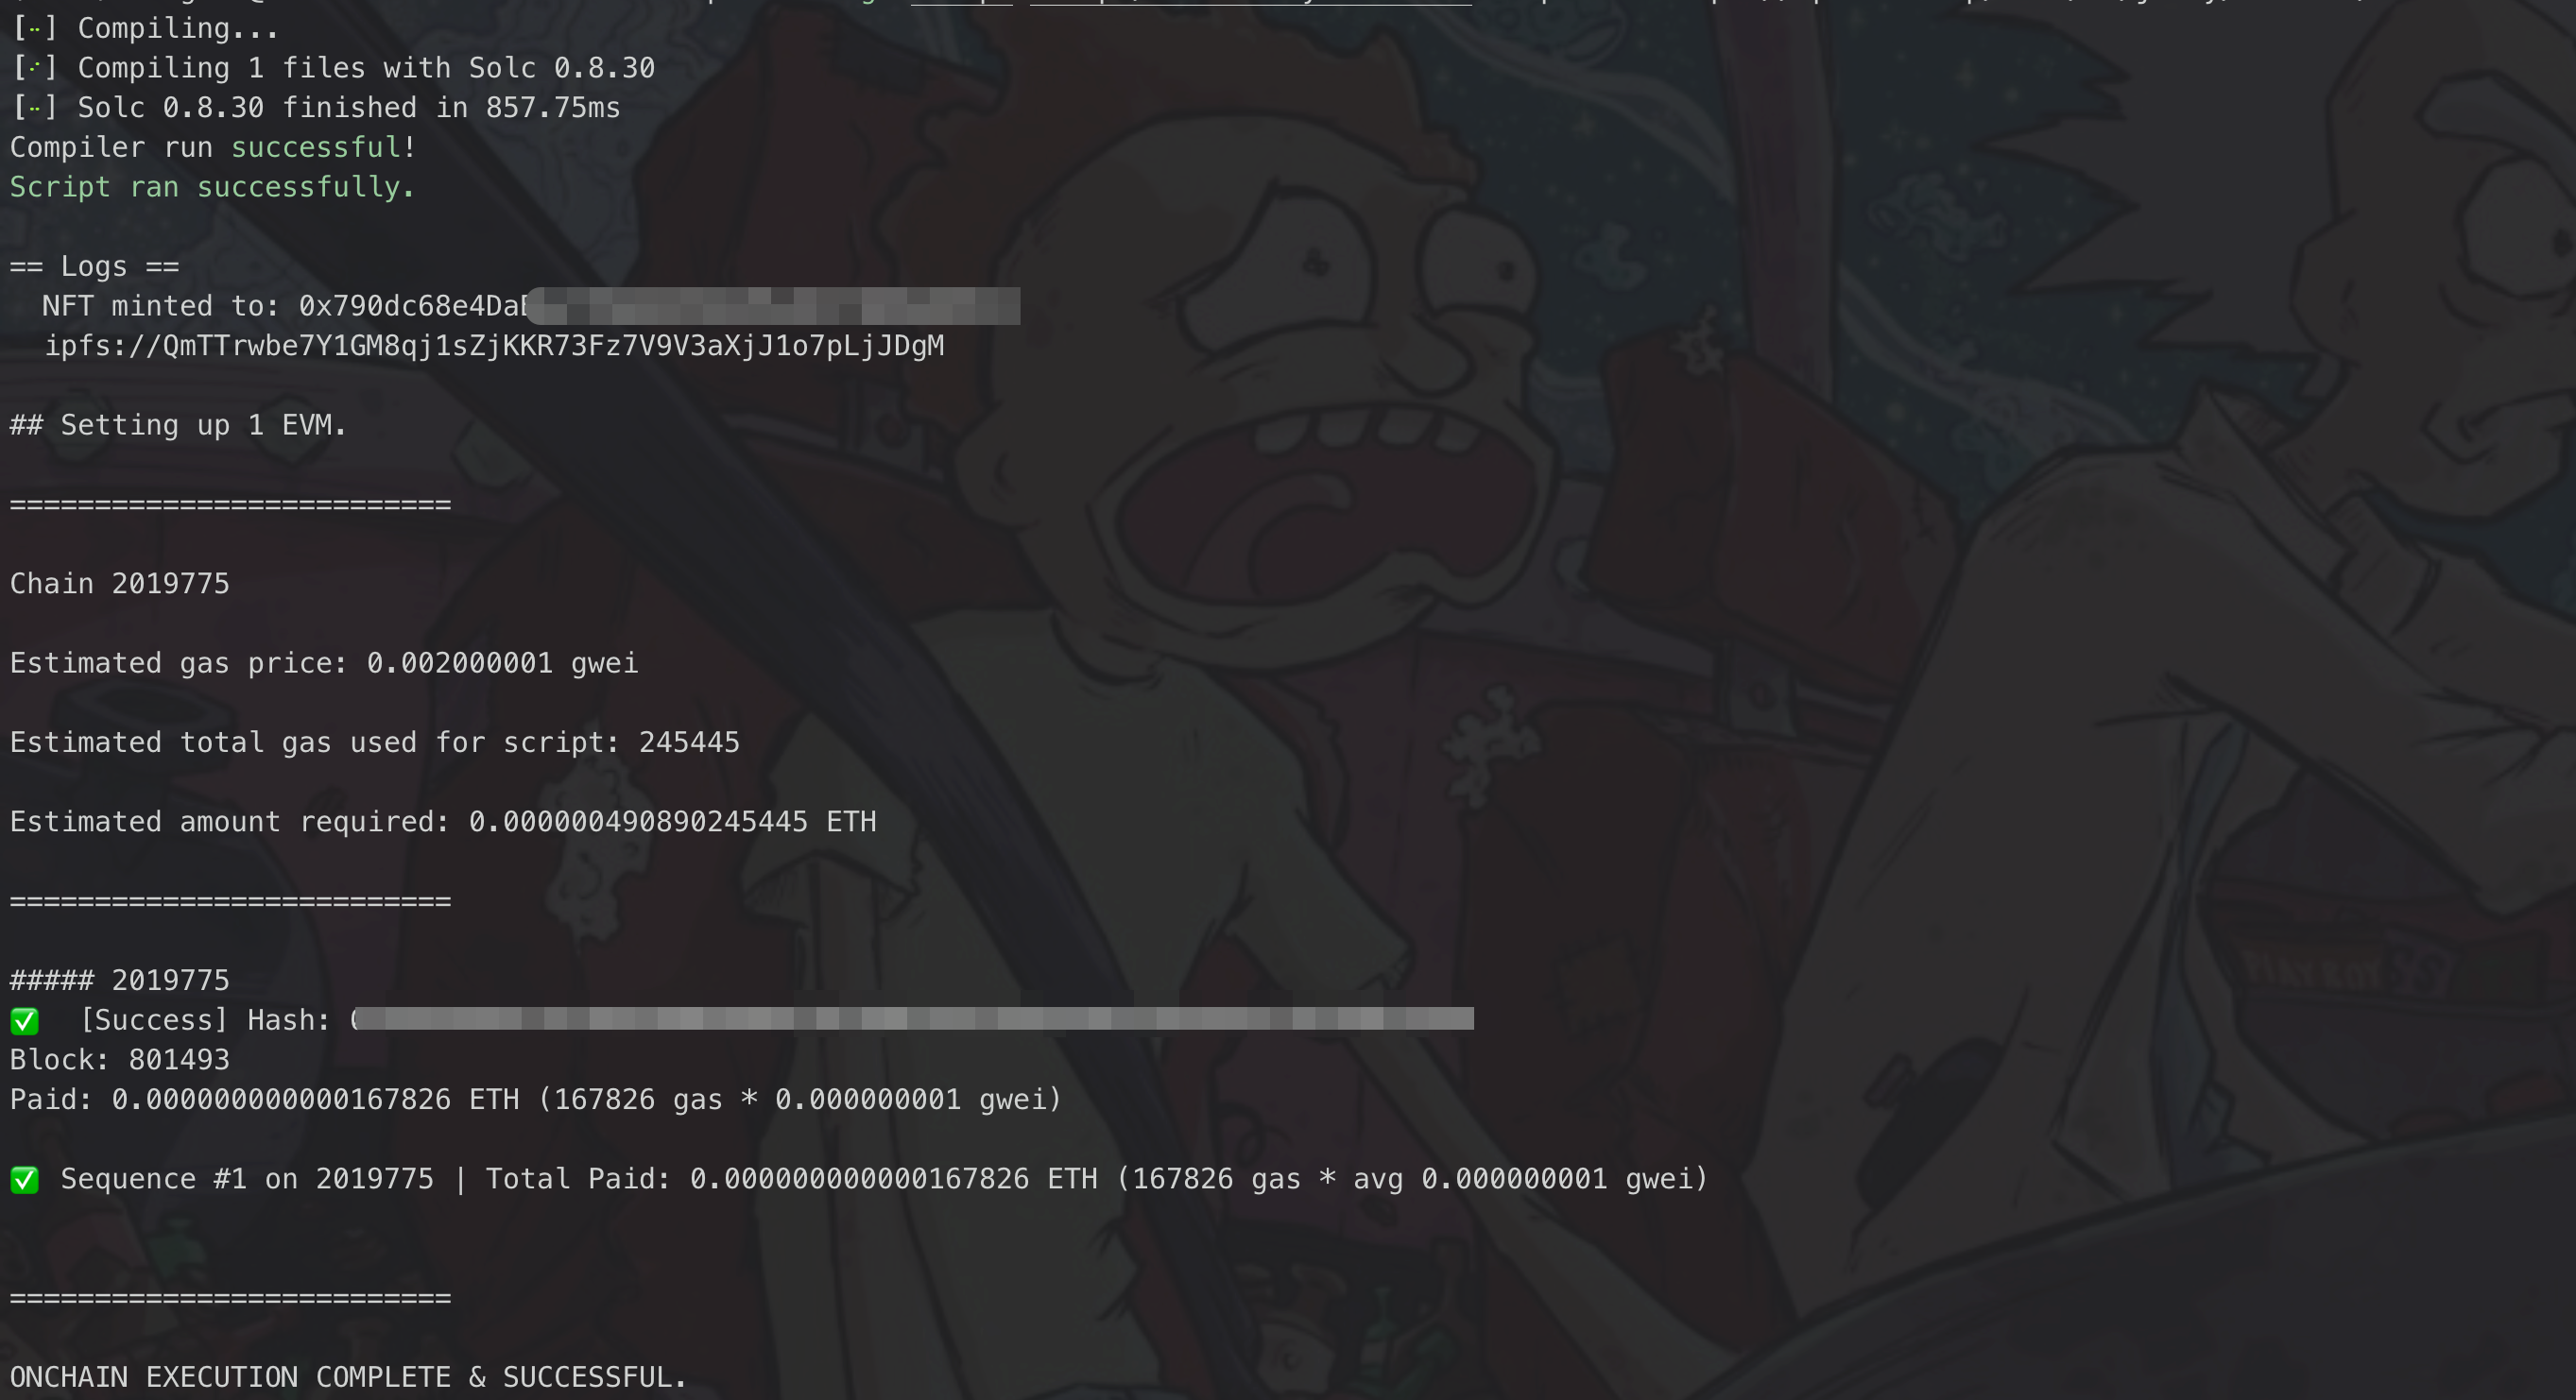 [⠒] Compiling...
[⠊] Compiling 1 files with Solc 0.8.30
[⠒] Solc 0.8.30 finished in 857.75ms
Compiler run successful!
Script ran successfully.
== Logs ==
NFT minted to: 0x790dc68e4Da
ipfs://QmTTrwbe7Y1GM8qj1sZjKKR73Fz7V9V3aXjJ1o7pLjJDgM
## Setting up 1 EVM.
==========================
Chain 2019775
Estimated gas price: 0.002000001 gwei
Estimated total gas used for script: 245445
Estimated amount required: 0.000000490890245445 ETH
==========================
##### 2019775
✅ [Success] Hash:
Block: 801493
Paid: 0.000000000000167826 ETH (167826 gas * 0.000000001 gwei)
✅ Sequence #1 on 2019775 | Total Paid: 0.000000000000167826 ETH (167826 gas * avg 0.000000001 gwei)
==========================
ONCHAIN EXECUTION COMPLETE & SUCCESSFUL.